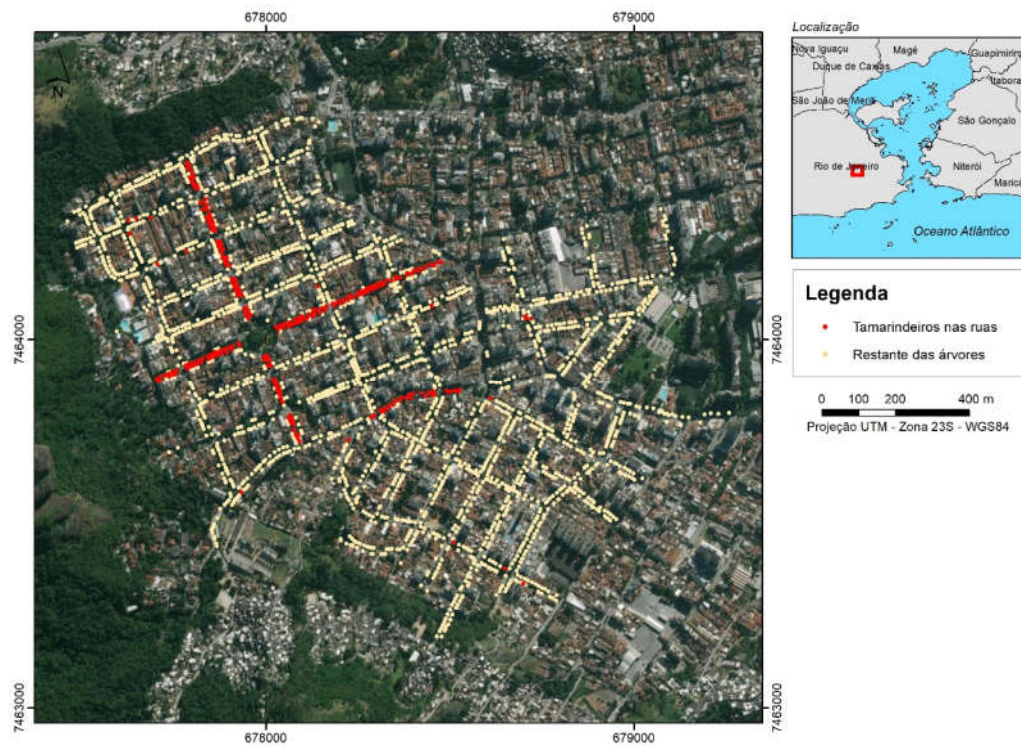 678000
679000
N
7464000
7463000
7464000
7463000
678000
679000
Localização
Nova Iguaçu
Magé
Guapimirim
Duque de Caxias
Itabora
São João de Meriti
São Gonçalo
Rio de Janeiro
Niterói
Maricá
Oceano Atlântico
Legenda
Tamarindeiros nas ruas
Restante das árvores
0 100 200 400 m
Projeção UTM - Zona 23S - WGS84